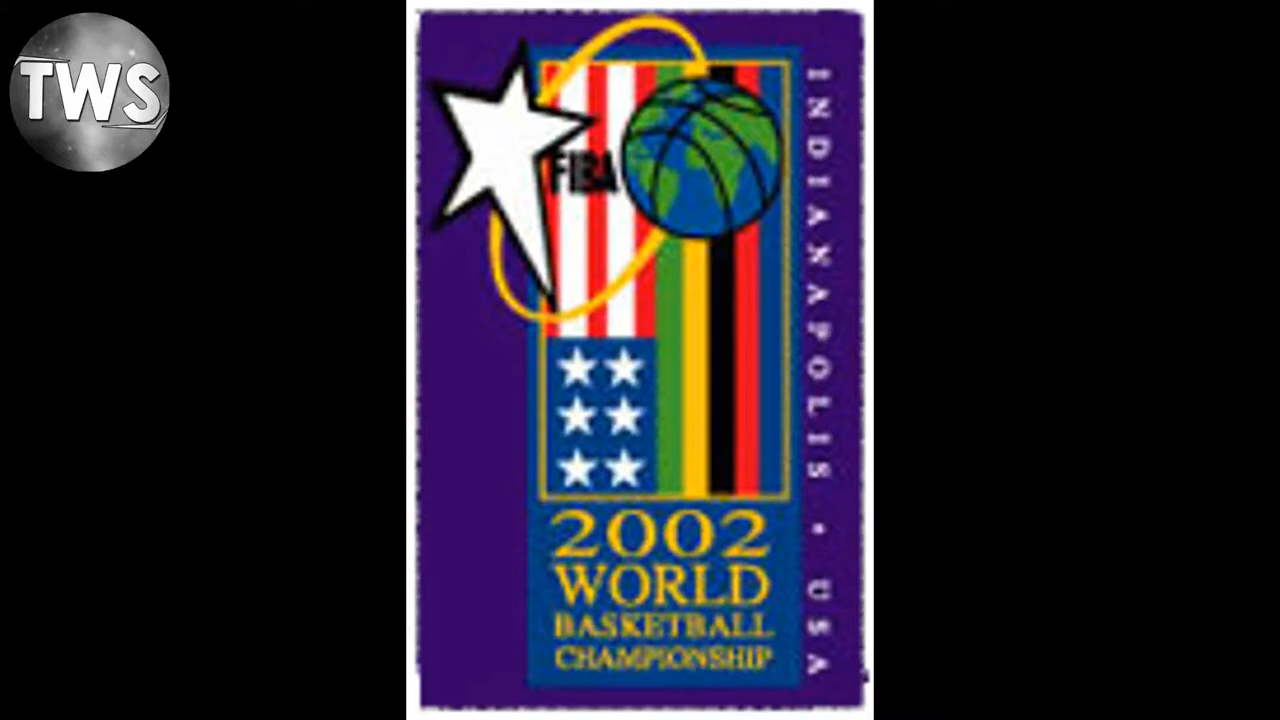 TWS
FIBA
INDIANAPOLIS • USA
2002
WORLD
BASKETBALL
CHAMPIONSHIP